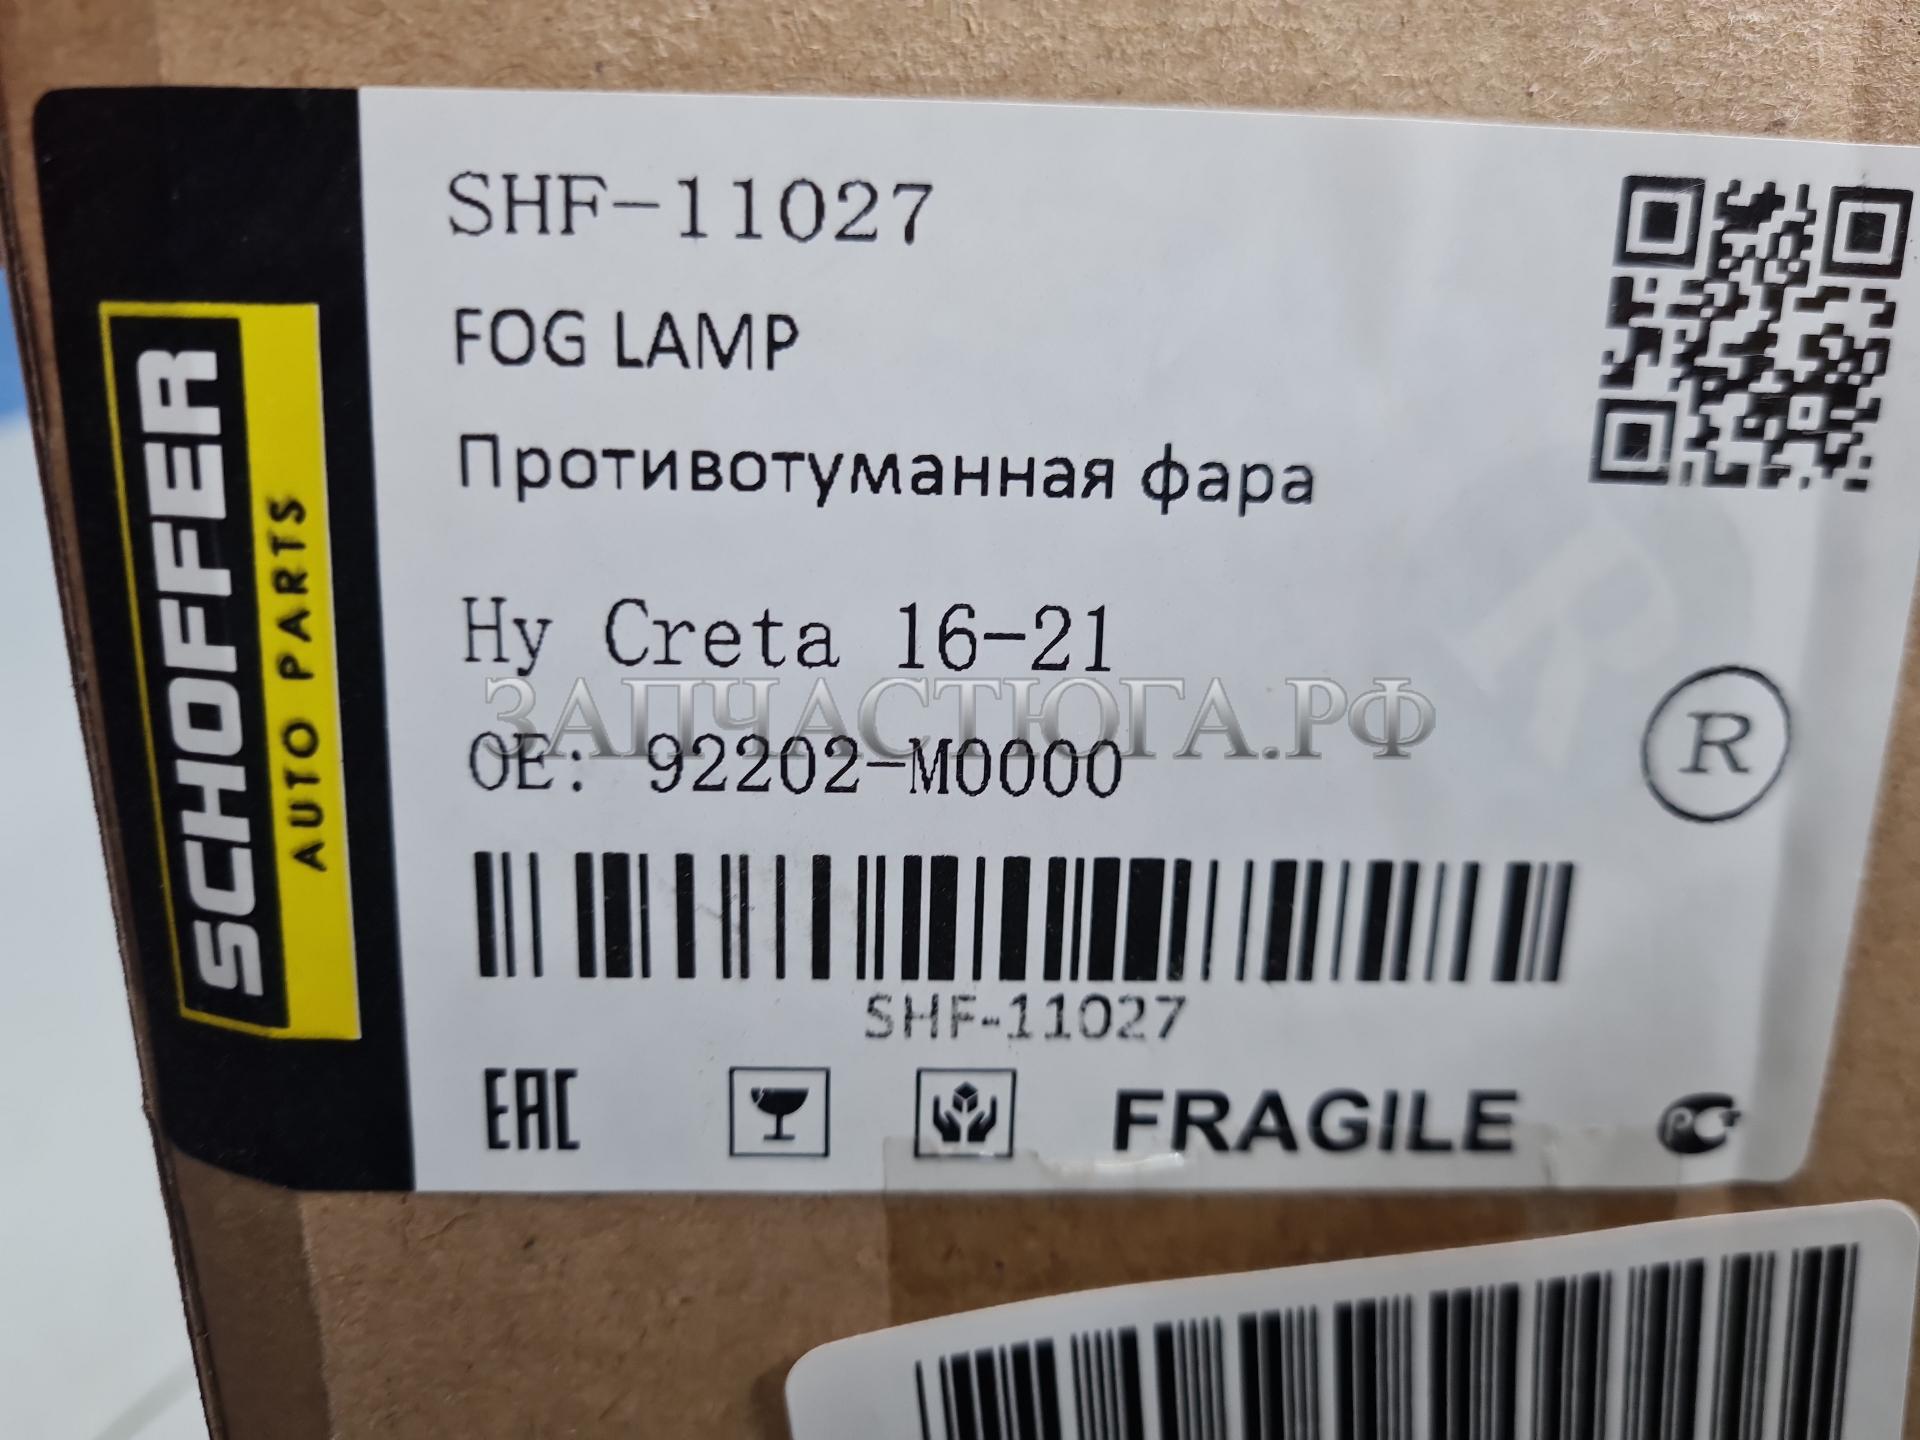 SCHOFFER
AUTO PARTS
SHF-11027
FOG LAMP
Противотуманная фара
Hy Creta 16-21
ЗАПЧАСТЮГА.РФ
OE: 92202-M0000
R
SHF-11027
EAC
FRAGILE
РСТ